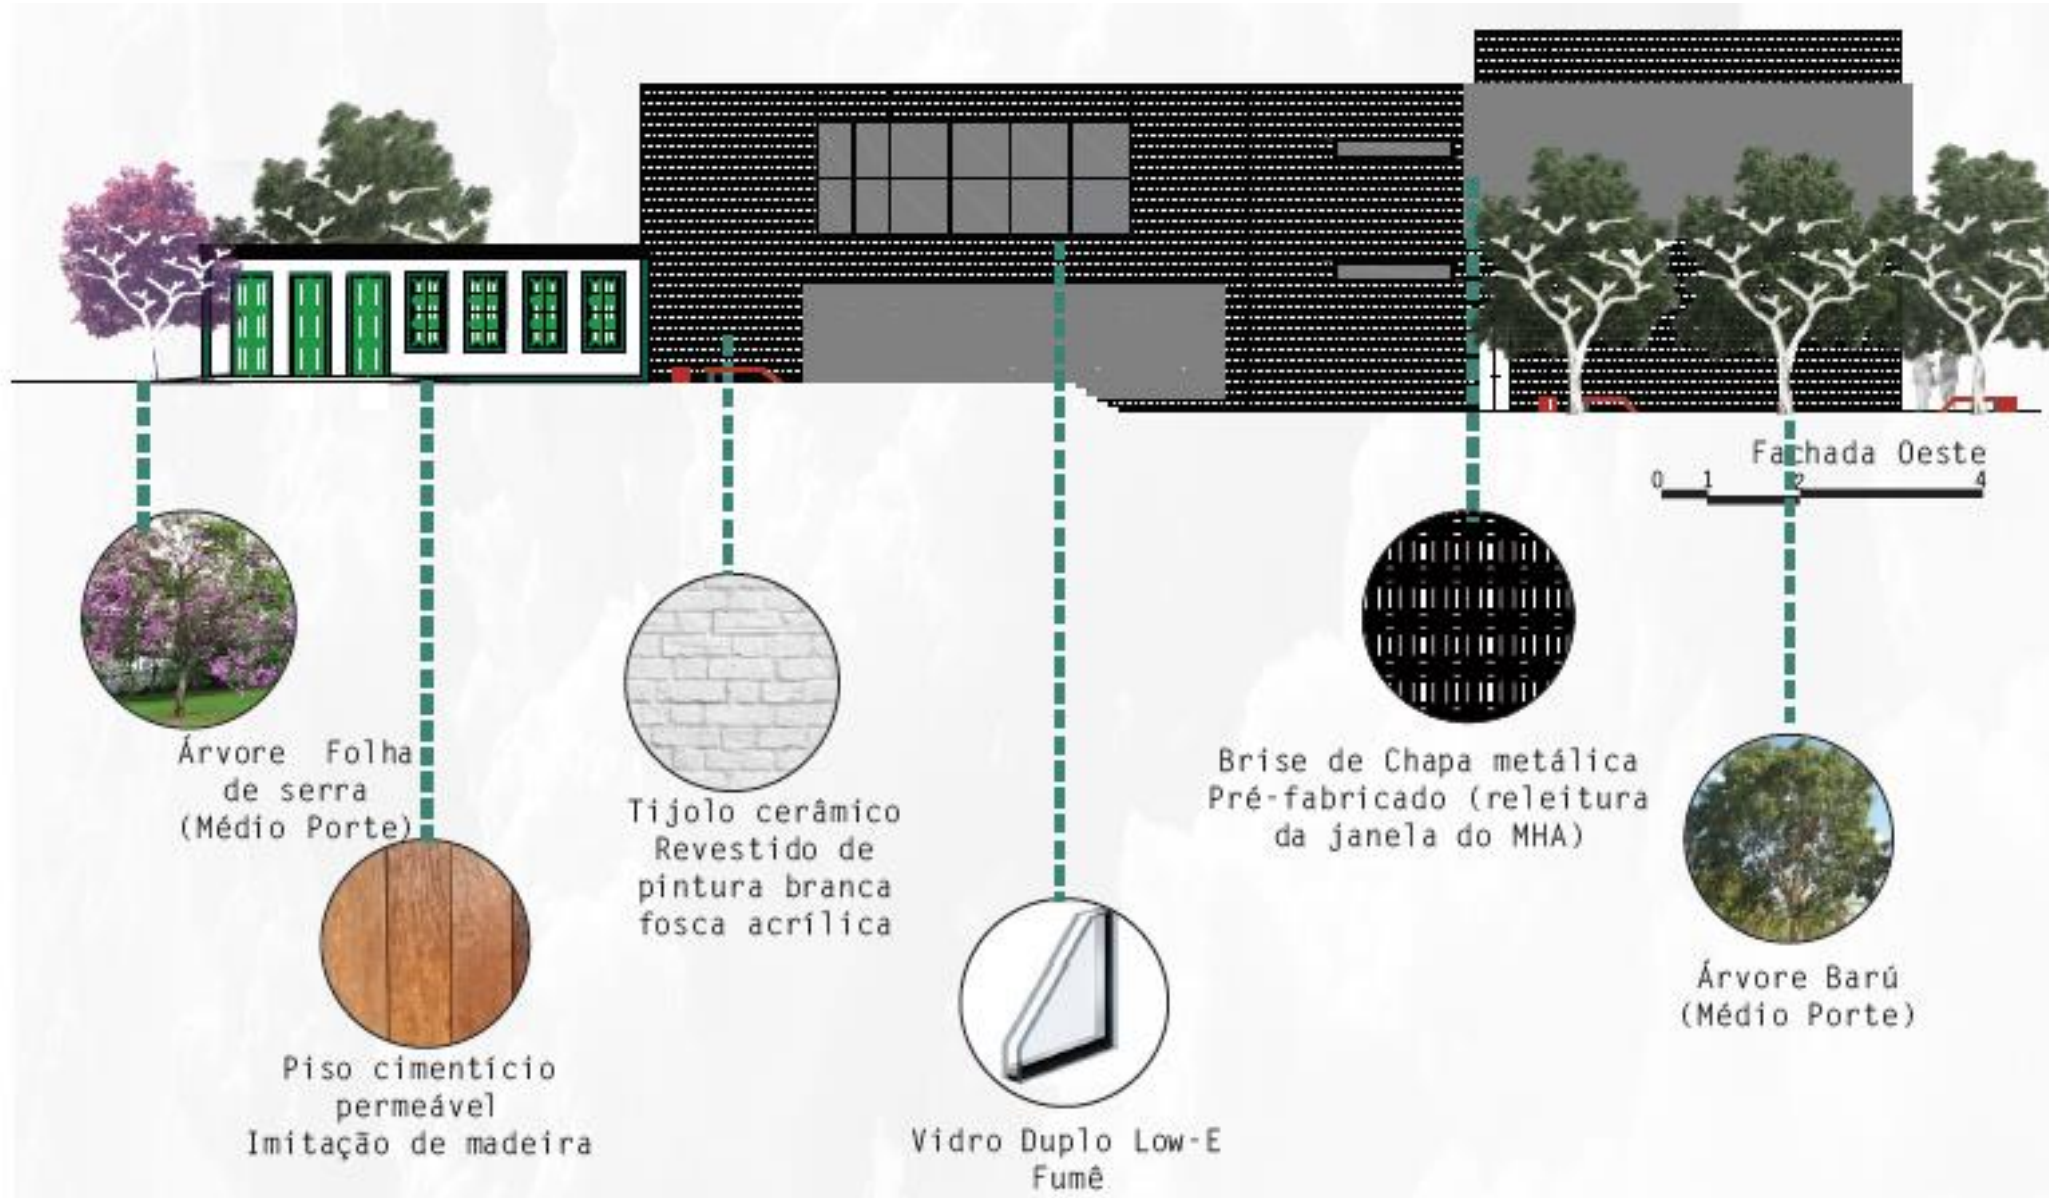 Fachada Oeste
0 1 2 4
Árvore Folha
de serra
(Médio Porte)
Piso cimentício
permeável
Imitação de madeira
Tijolo cerâmico
Revestido de
pintura branca
fosca acrílica
Vidro Duplo Low-E
Fumê
Brise de Chapa metálica
Pré-fabricado (releitura
da janela do MHA)
Árvore Barú
(Médio Porte)